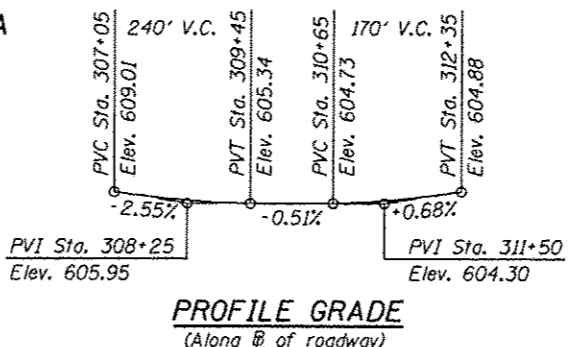 A
240' V.C.
170' V.C.
PVC Sta. 307+05
Elev. 609.01
PVT Sta. 309+45
Elev. 605.34
PVC Sta. 310+65
Elev. 604.73
PVT Sta. 312+35
Elev. 604.88
-2.55%
-0.51%
+0.68%
PVI Sta. 308+25
Elev. 605.95
PVI Sta. 311+50
Elev. 604.30
PROFILE GRADE
(Along ⅊ of roadway)